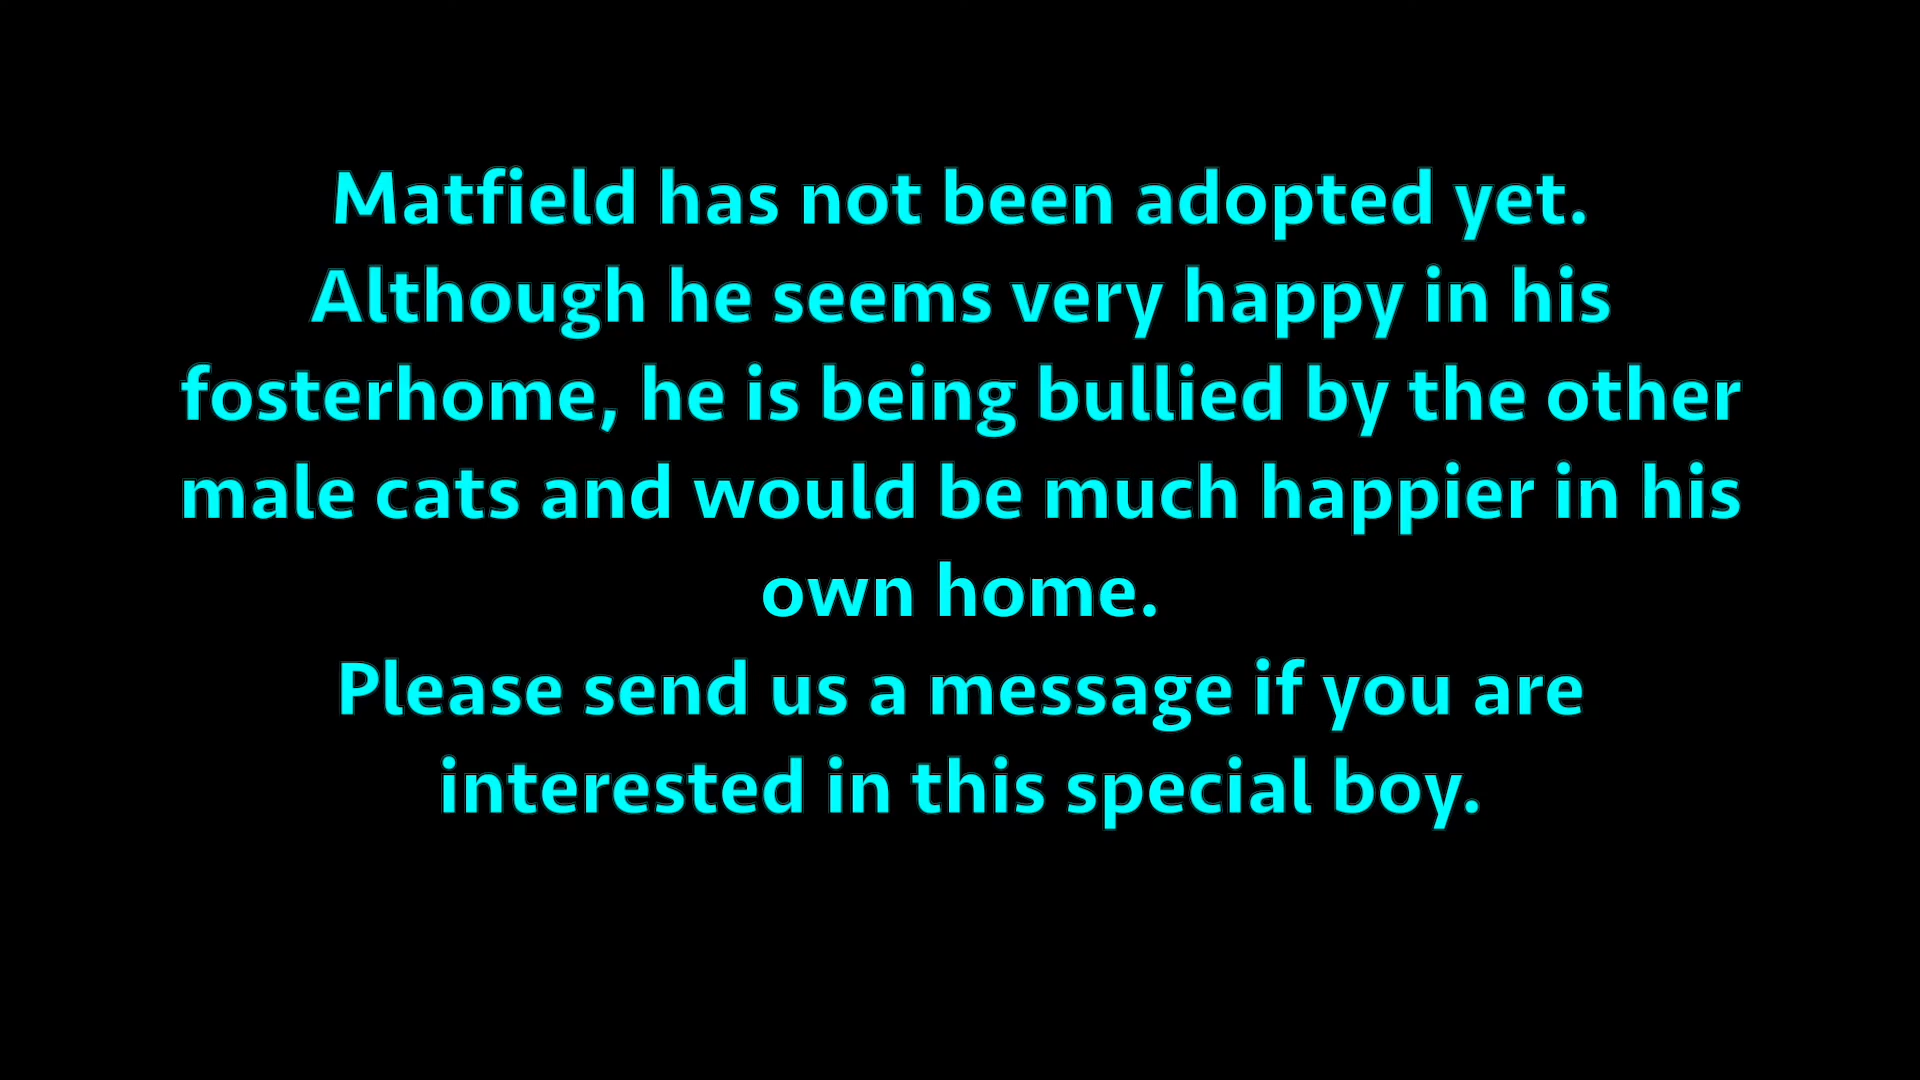 Matfield has not been adopted yet.
Although he seems very happy in his
fosterhome, he is being bullied by the other
male cats and would be much happier in his
own home.
Please send us a message if you are
interested in this special boy.